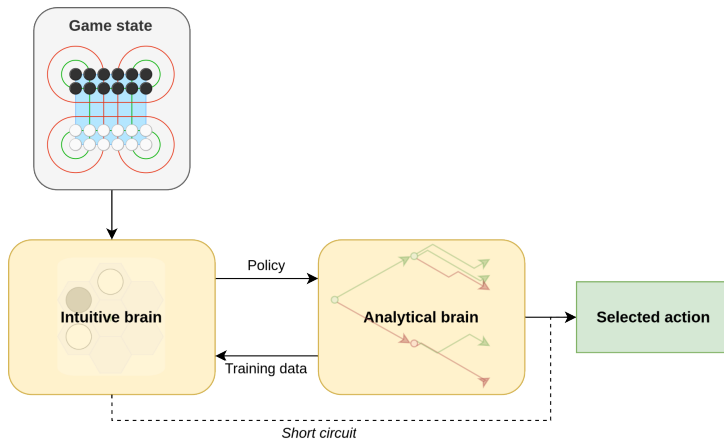 Game state
Policy
Intuitive brain
Analytical brain
Selected action
Training data
Short circuit